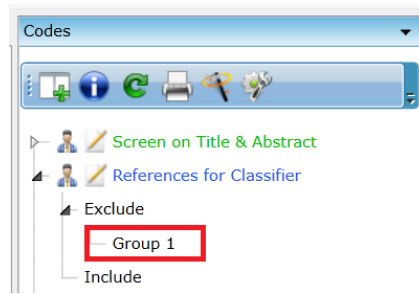 Codes
Screen on Title & Abstract
References for Classifier
Exclude
Group 1
Include